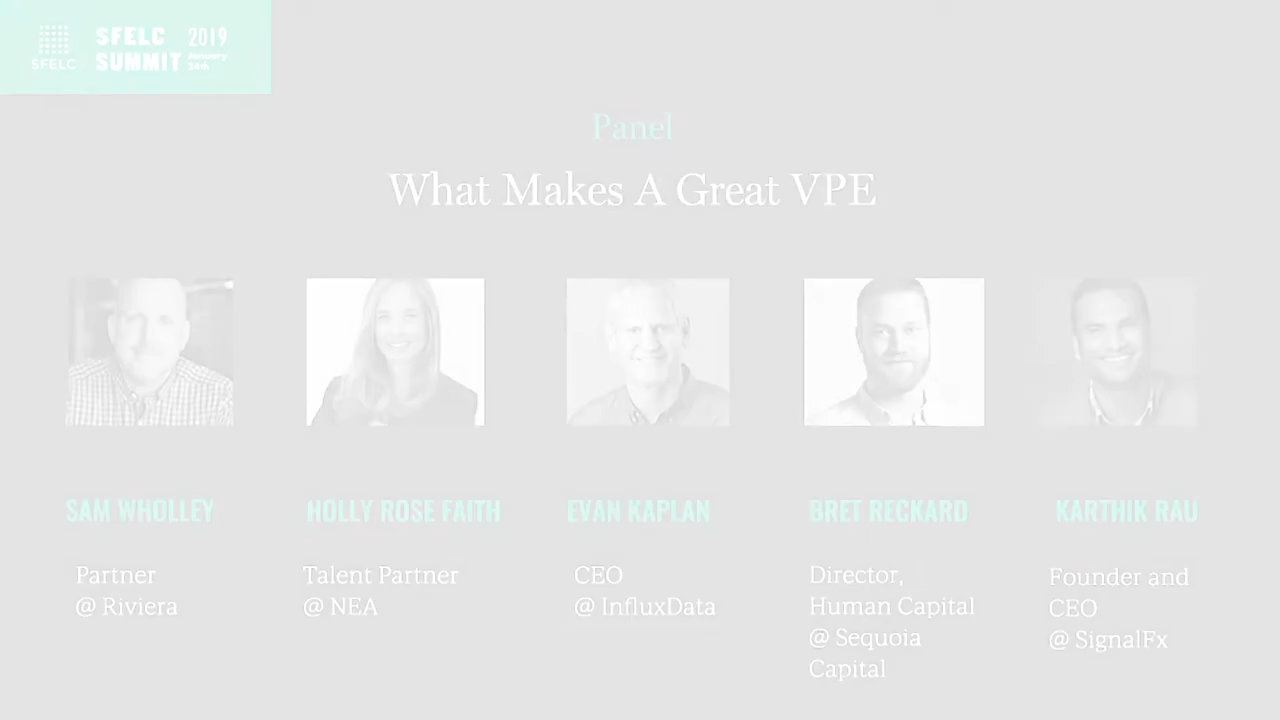 SFELC
SFELC 2019
SUMMIT January
Panel
What Makes A Great VPE
SAM WHOLLEY
Partner
@ Riviera
HOLLY ROSE FAITH
Talent Partner
@ NEA
EVAN KAPLAN
CEO
@ InfluxData
BRET RECKARD
Director,
Human Capital
@ Sequoia
Capital
KARTHIK RAU
Founder and
CEO
@ SignalFx